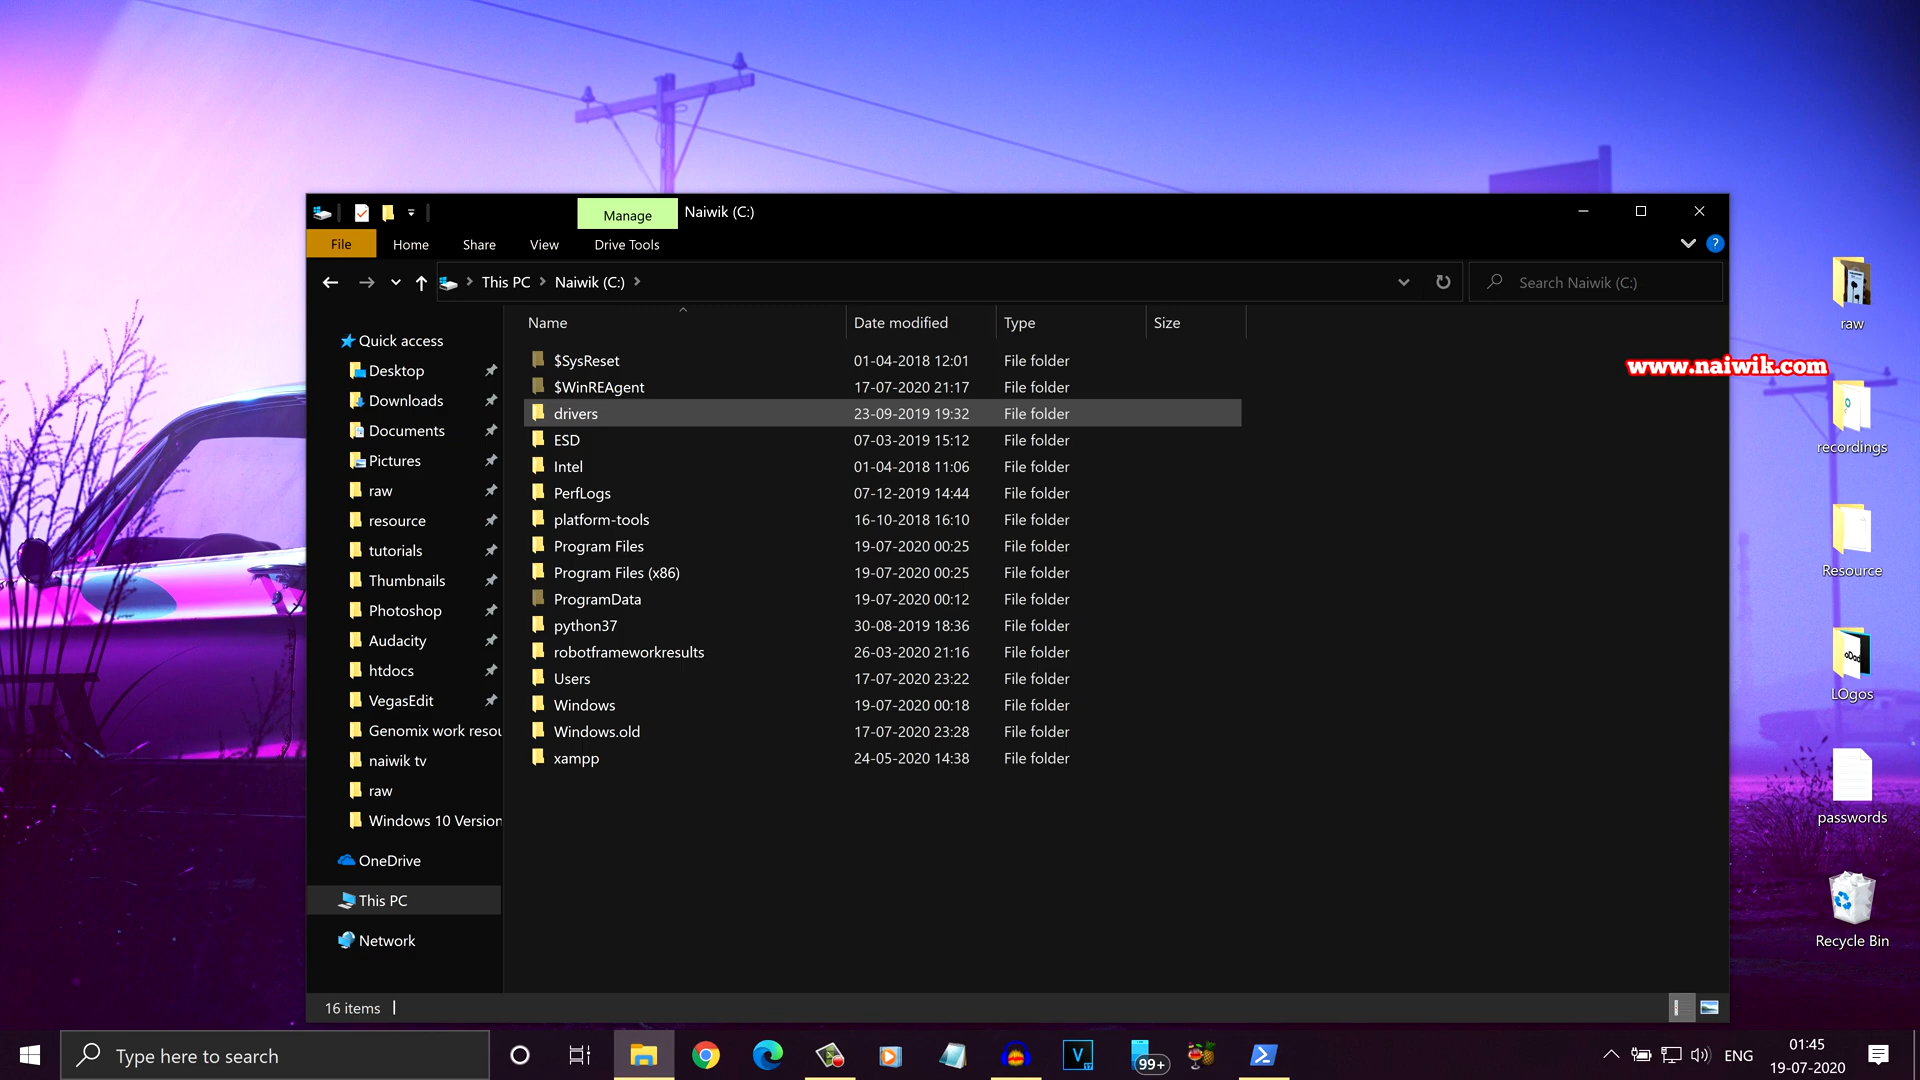 Manage
Naiwik (C:)
File Home Share View Drive Tools
This PC Naiwik (C:)
Search Naiwik (C:)
Name Date modified Type Size
Quick access
Desktop
Downloads
Documents
Pictures
raw
resource
tutorials
Thumbnails
Photoshop
Audacity
htdocs
VegasEdit
Genomix work resou
naiwik tv
raw
Windows 10 Version
OneDrive
This PC
Network
$SysReset 01-04-2018 12:01 File folder
$WinREAgent 17-07-2020 21:17 File folder
drivers 23-09-2019 19:32 File folder
ESD 07-03-2019 15:12 File folder
Intel 01-04-2018 11:06 File folder
PerfLogs 07-12-2019 14:44 File folder
platform-tools 16-10-2018 16:10 File folder
Program Files 19-07-2020 00:25 File folder
Program Files (x86) 19-07-2020 00:25 File folder
ProgramData 19-07-2020 00:12 File folder
python37 30-08-2019 18:36 File folder
robotframeworkresults 26-03-2020 21:16 File folder
Users 17-07-2020 23:22 File folder
Windows 19-07-2020 00:18 File folder
Windows.old 17-07-2020 23:28 File folder
xampp 24-05-2020 14:38 File folder
16 items
raw
www.naiwik.com
recordings
Resource
LOgos
passwords
Recycle Bin
Type here to search
99+
ENG
01:45
19-07-2020